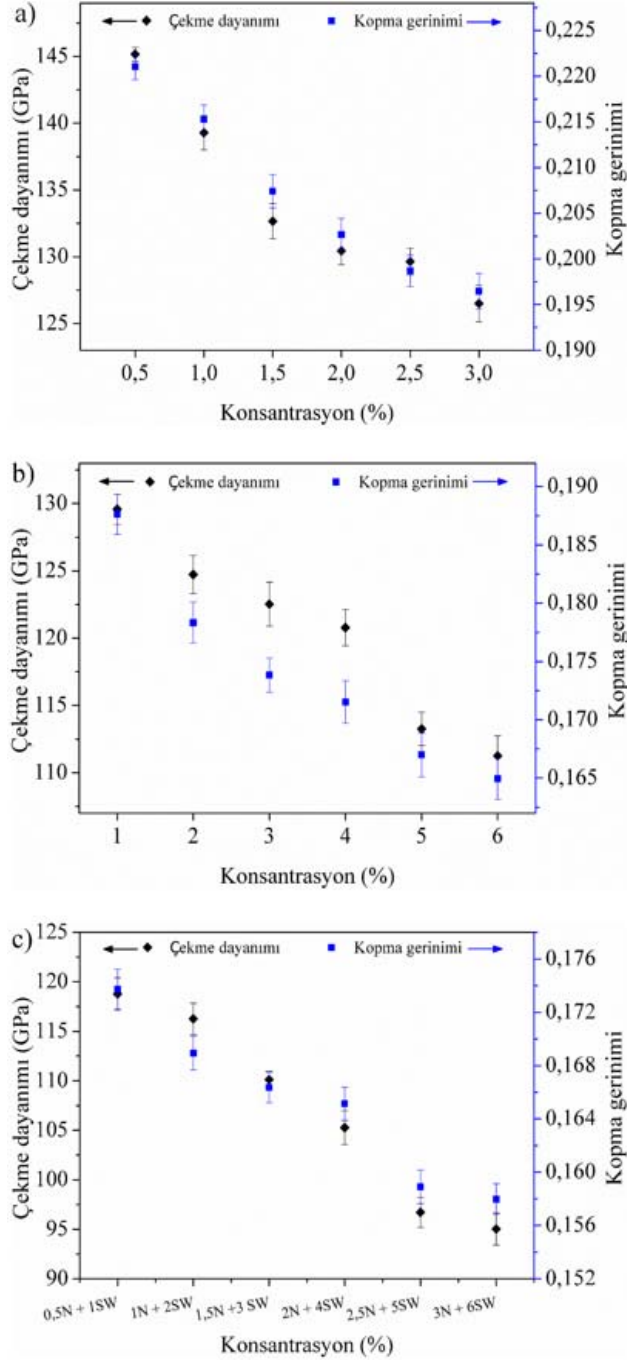 a)
Çekme dayanımı
Kopma gerinimi
145
140
135
130
125
Çekme dayanımı (GPa)
0,225
0,220
0,215
0,210
0,205
0,200
0,195
0,190
Kopma gerinimi
0,5 1,0 1,5 2,0 2,5 3,0
Konsantrasyon (%)
b)
Çekme dayanımı
Kopma gerinimi
130
125
120
115
110
Çekme dayanımı (GPa)
0,190
0,185
0,180
0,175
0,170
0,165
Kopma gerinimi
1 2 3 4 5 6
Konsantrasyon (%)
c)
Çekme dayanımı
Kopma gerinimi
125
120
115
110
105
100
95
90
Çekme dayanımı (GPa)
0,176
0,172
0,168
0,164
0,160
0,156
0,152
Kopma gerinimi
0,5N + 1SW 1N + 2SW 1,5N +3 SW 2N + 4SW 2,5N + 5SW 3N + 6SW
Konsantrasyon (%)